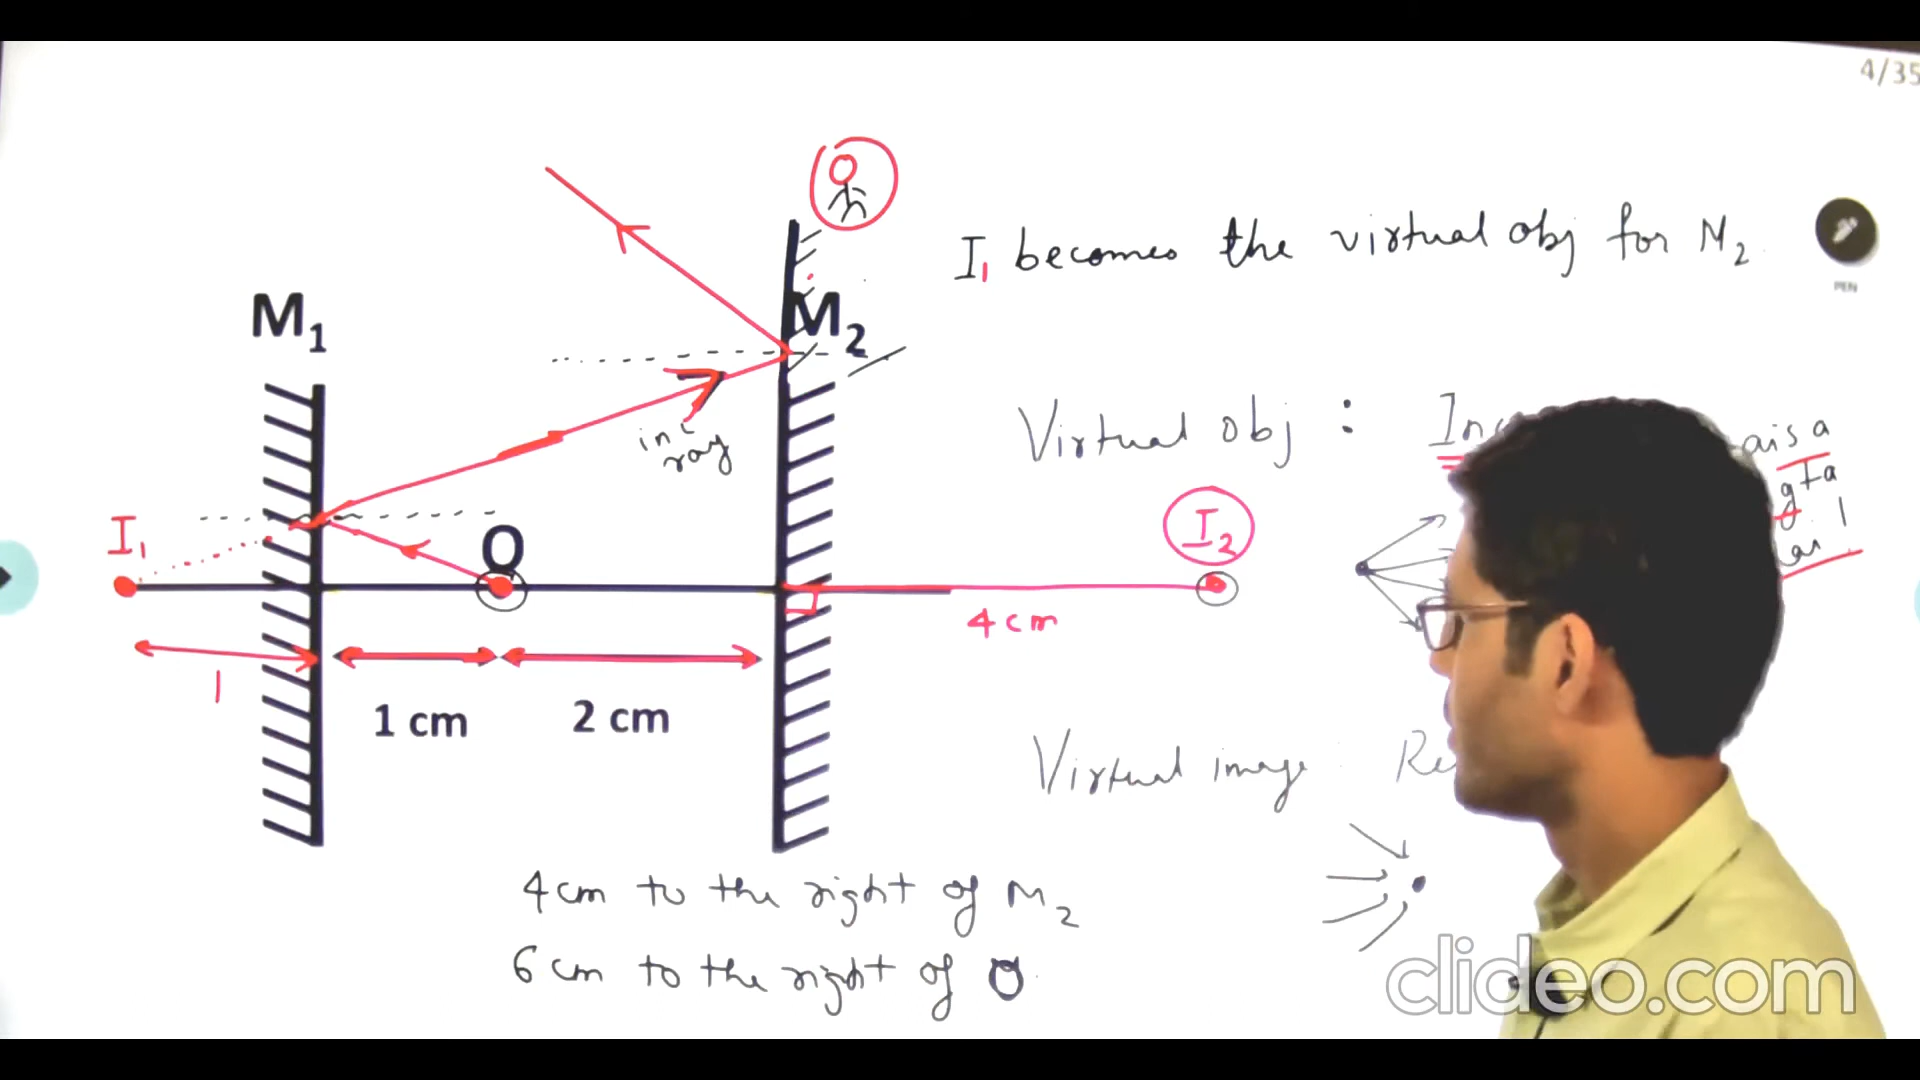 4/35
I₁ becomes the virtual obj for M₂
PEN
M₁
M₂
inc
ray
Virtual obj :
ais a
I₁
O
I₂
4 cm
1
1 cm
2 cm
Virtual image
4 cm to the right of M₂
6 cm to the right of O
clideo.com